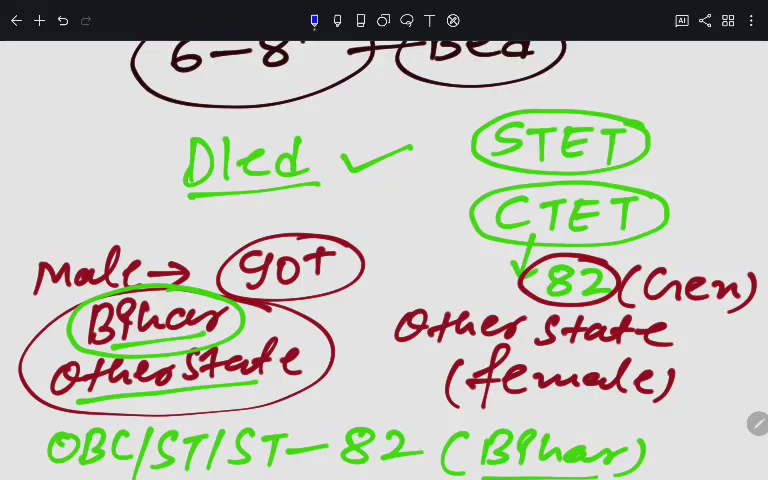 6-8 Bed
Dled ✓ STET
CTET
Male → 90+ 82 (Gen)
Bihar Other state
Other State (female)
OBC/ST/ST - 82 (Bihar)